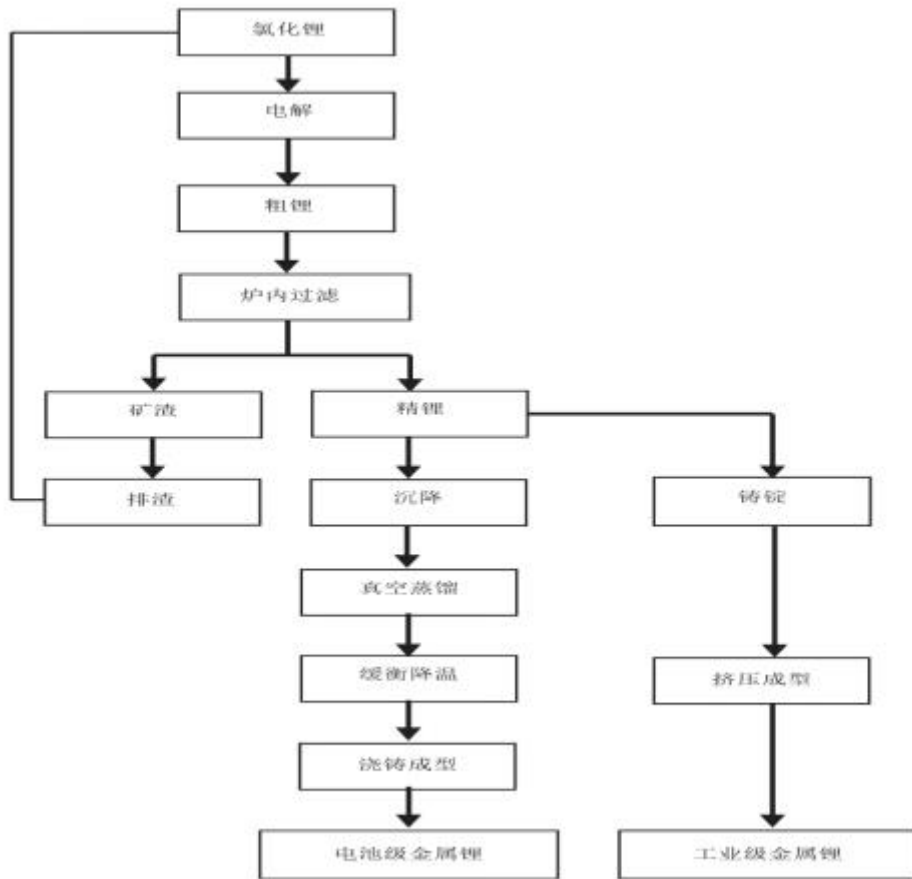 氯化锂
电解
粗锂
炉内过滤
矿渣
精锂
排渣
沉降
铸锭
真空蒸馏
缓衡降温
挤压成型
浇铸成型
电池级金属锂
工业级金属锂